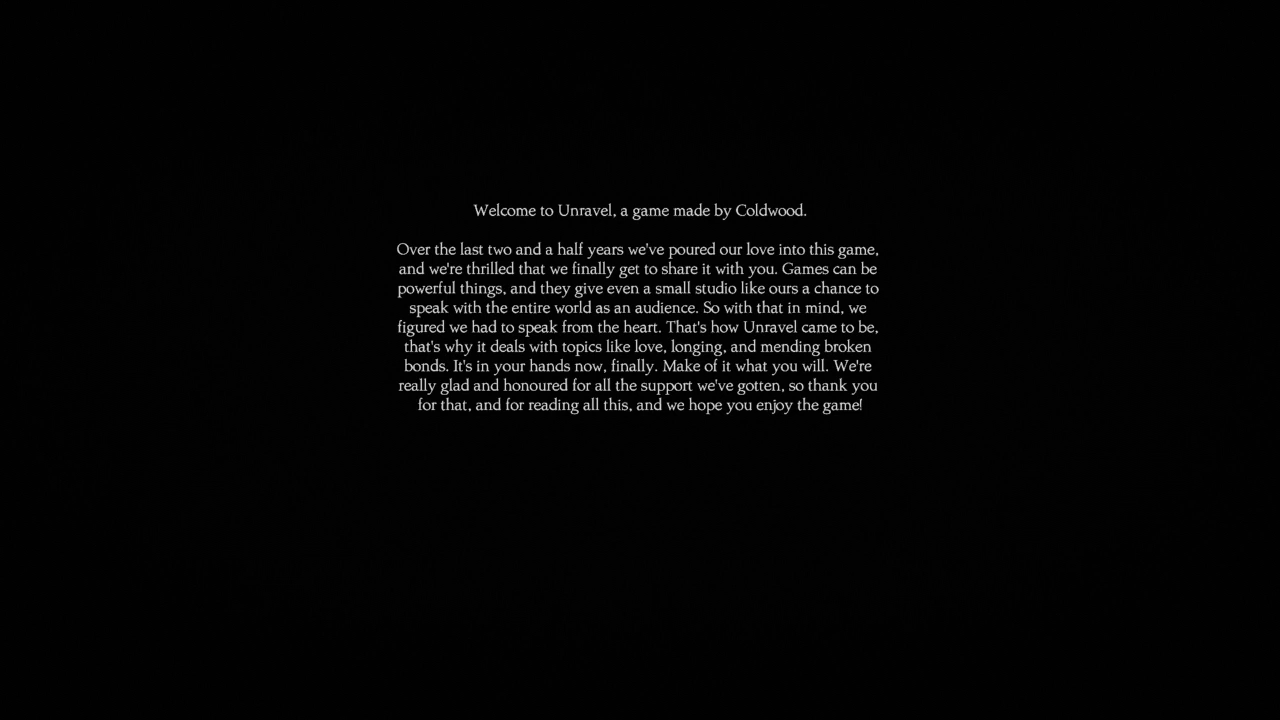 Welcome to Unravel, a game made by Coldwood.
Over the last two and a half years we've poured our love into this game,
and we're thrilled that we finally get to share it with you. Games can be
powerful things, and they give even a small studio like ours a chance to
speak with the entire world as an audience. So with that in mind, we
figured we had to speak from the heart. That's how Unravel came to be,
that's why it deals with topics like love, longing, and mending broken
bonds. It's in your hands now, finally. Make of it what you will. We're
really glad and honoured for all the support we've gotten, so thank you
for that, and for reading all this, and we hope you enjoy the game!